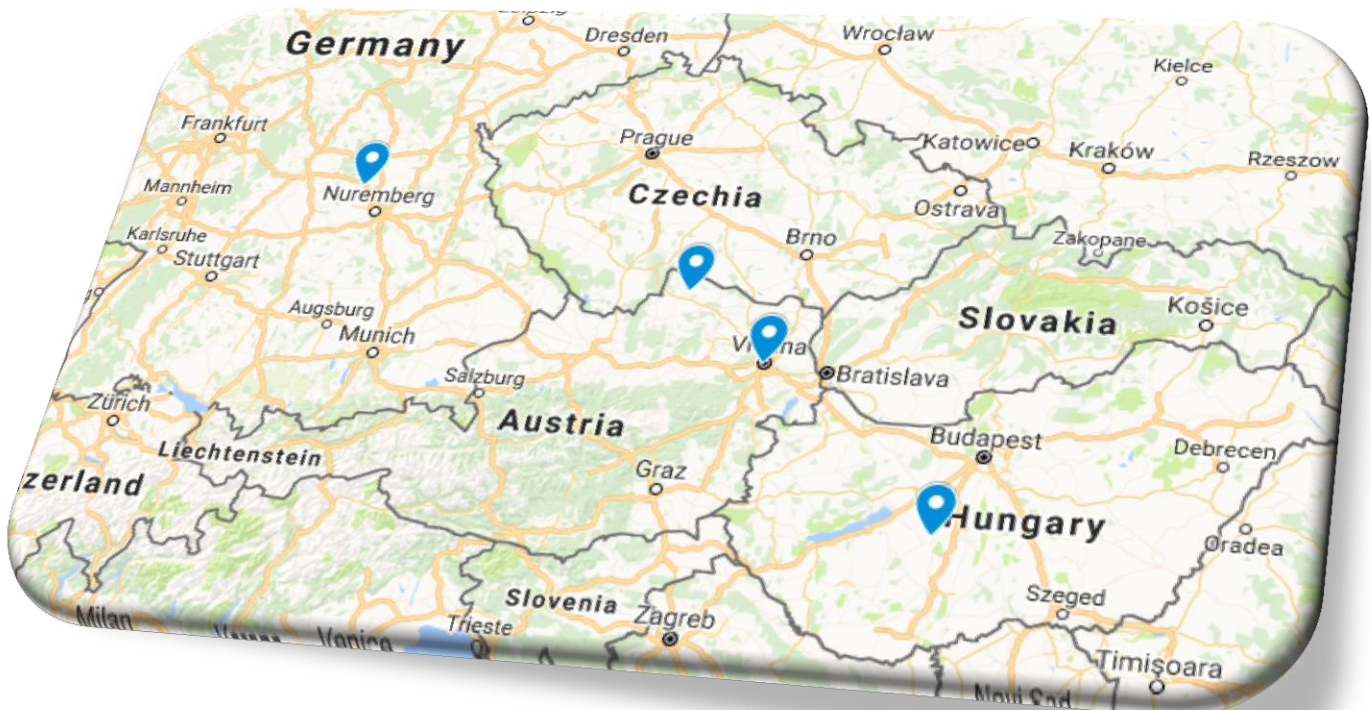 Germany
Dresden
Wrocław
Kielce
Frankfurt
Prague
Katowice
Kraków
Rzeszow
Mannheim
Nuremberg
Czechia
Ostrava
Karlsruhe
Stuttgart
Brno
Zakopane
Augsburg
Munich
Slovakia
Košice
Salzburg
Bratislava
Zürich
Austria
Liechtenstein
Budapest
Debrecen
zerland
Graz
Hungary
Oradea
Slovenia
Szeged
Milan
Trieste
Zagreb
Timișoara
Novi Sad